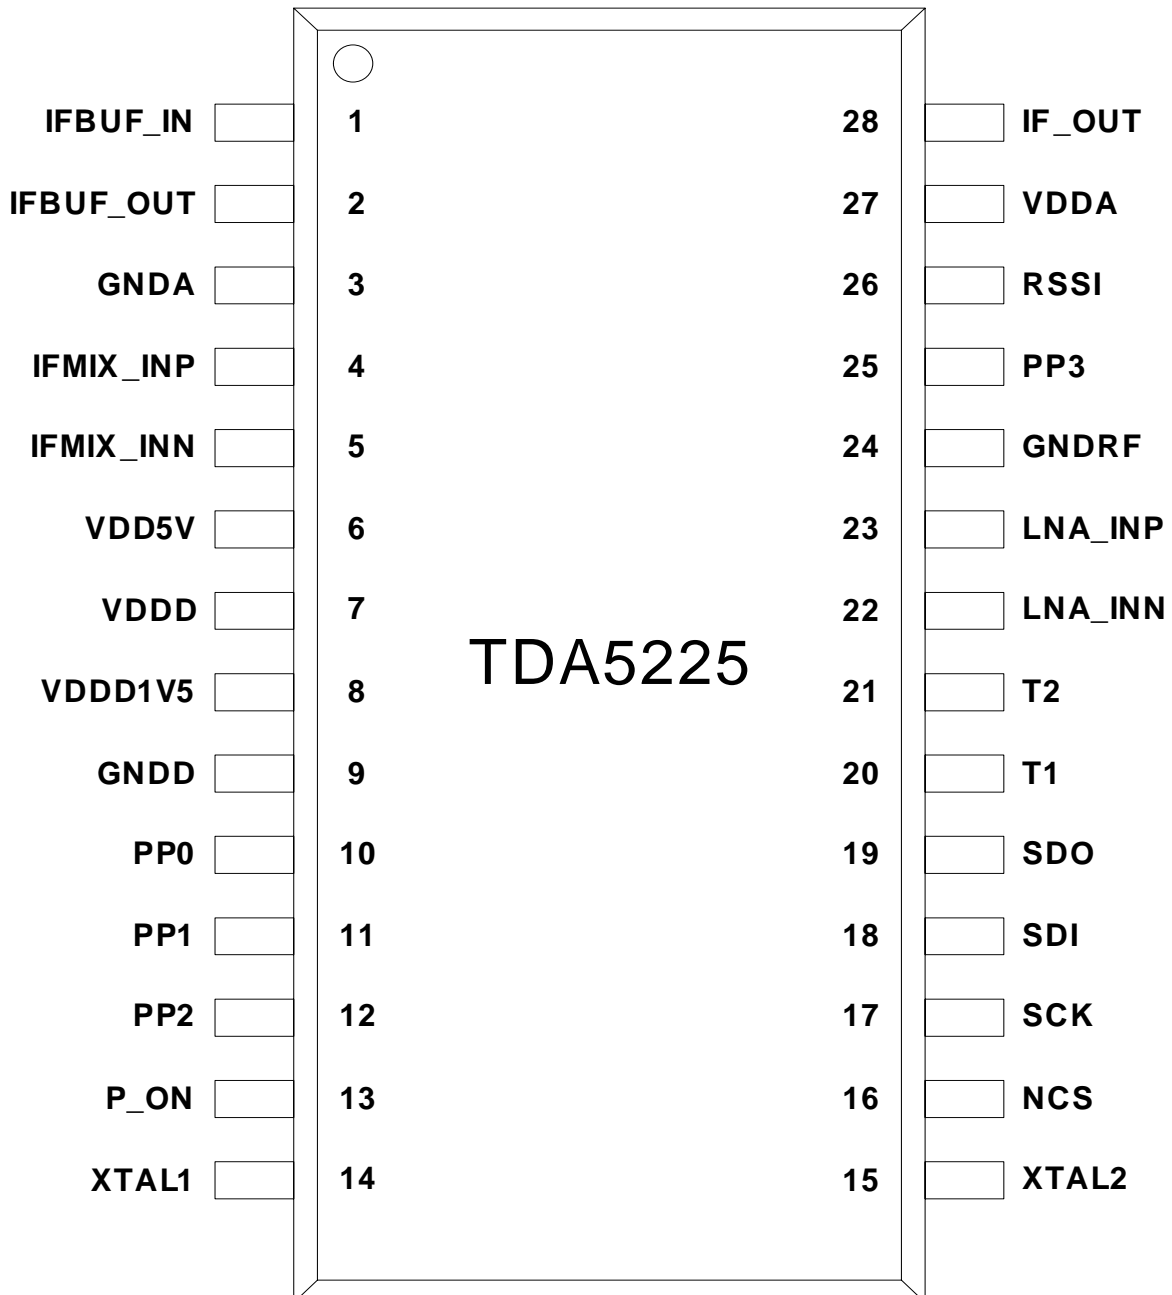 IFBUF_IN 1 28 IF_OUT
IFBUF_OUT 2 27 VDDA
GNDA 3 26 RSSI
IFMIX_INP 4 25 PP3
IFMIX_INN 5 24 GNDRF
VDD5V 6 23 LNA_INP
VDDD 7 22 LNA_INN
TDA5225
VDDD1V5 8 21 T2
GNDD 9 20 T1
PP0 10 19 SDO
PP1 11 18 SDI
PP2 12 17 SCK
P_ON 13 16 NCS
XTAL1 14 15 XTAL2